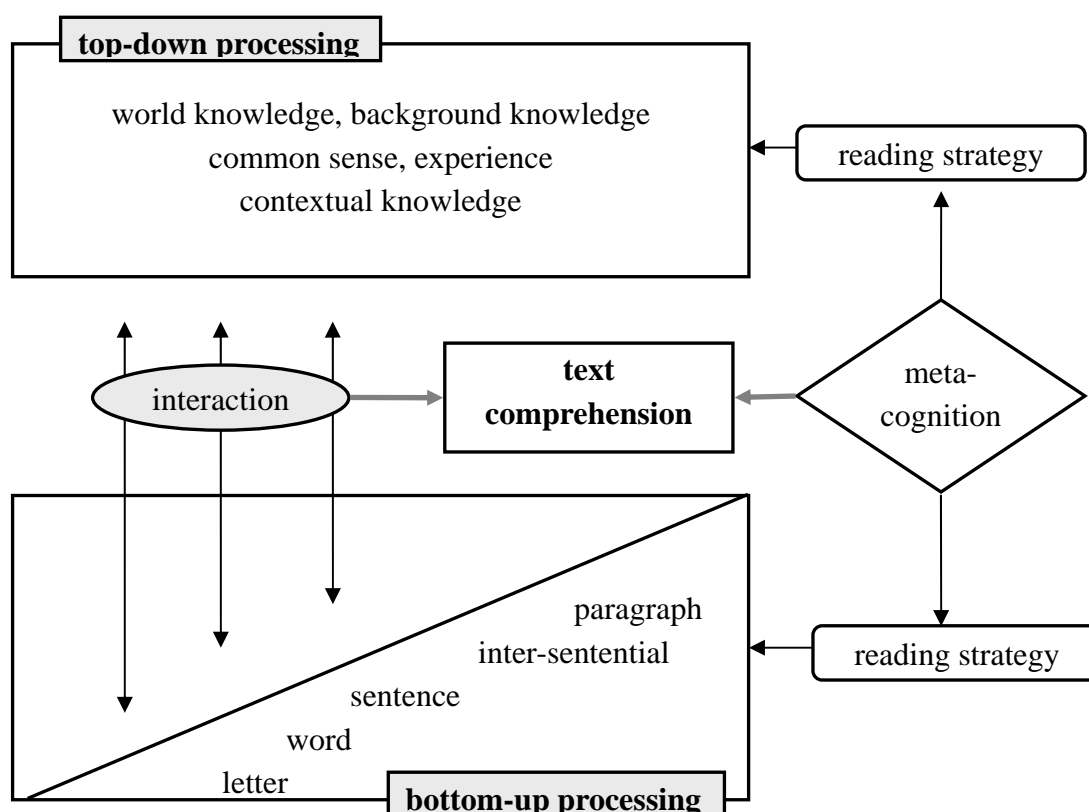 top-down processing
world knowledge, background knowledge
common sense, experience
contextual knowledge
reading strategy
interaction
text
comprehension
meta-
cognition
paragraph
inter-sentential
sentence
word
letter
reading strategy
bottom-up processing